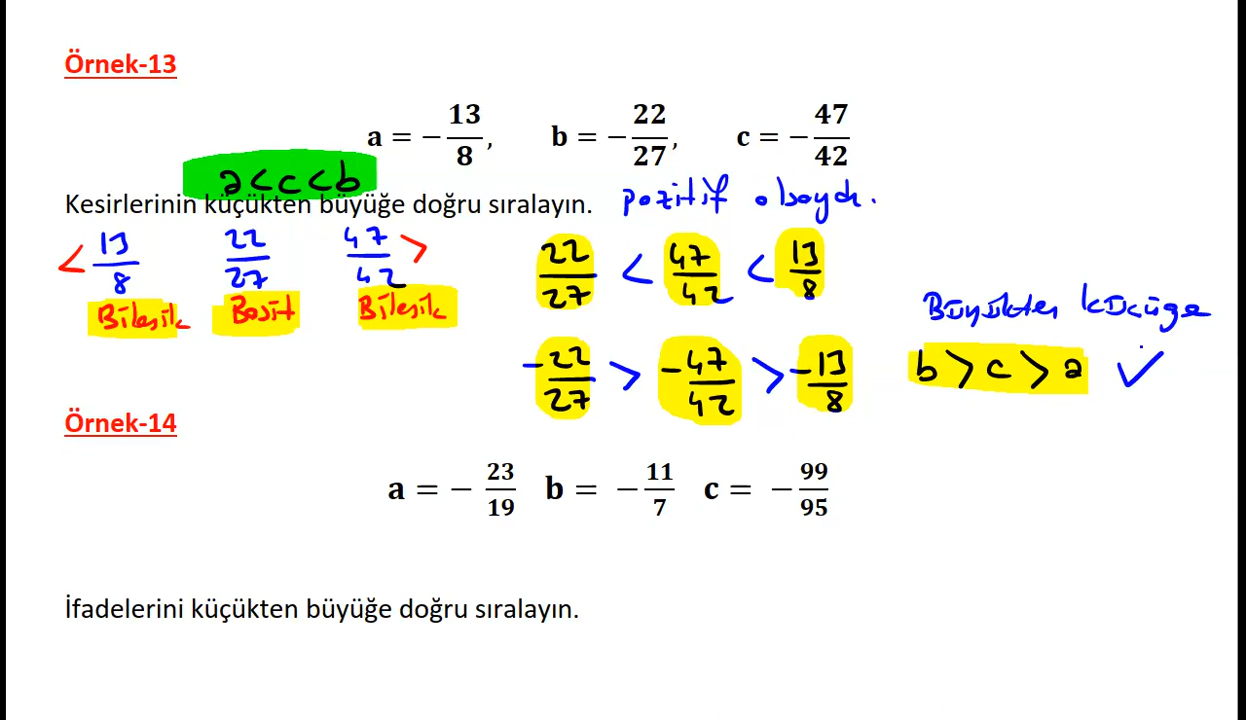 Örnek-13
a = −13/8, b = −22/27, c = −47/42
a<c<b
Kesirlerinin küçükten büyüğe doğru sıralayın. pozitif olsaydı.
< 13/8 22/27 47/42 >
Bileşik Basit Bileşik
22/27 < 47/42 < 13/8
Büyükten küçüğe
-22/27 > -47/42 > -13/8 b > c > a ✓
Örnek-14
a = − 23/19 b = −11/7 c = −99/95
İfadelerini küçükten büyüğe doğru sıralayın.